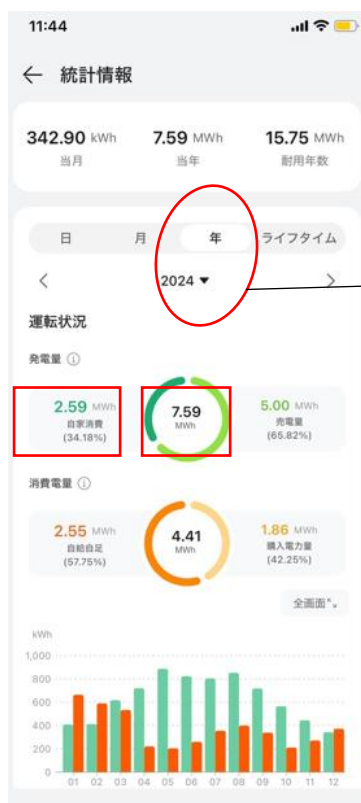 11:44
← 統計情報
342.90 kWh 7.59 MWh 15.75 MWh
当月 当年 耐用年数
日 月 年 ライフタイム
< 2024 ▼ >
運転状況
発電量 ⓘ
2.59 MWh
自家消費
(34.18%)
7.59
MWh
5.00 MWh
売電量
(65.82%)
消費電量 ⓘ
2.55 MWh
自給自足
(57.75%)
4.41
MWh
1.86 MWh
購入電力量
(42.25%)
全画面
kWh
1,000
800
600
400
200
0
01 02 03 04 05 06 07 08 09 10 11 12